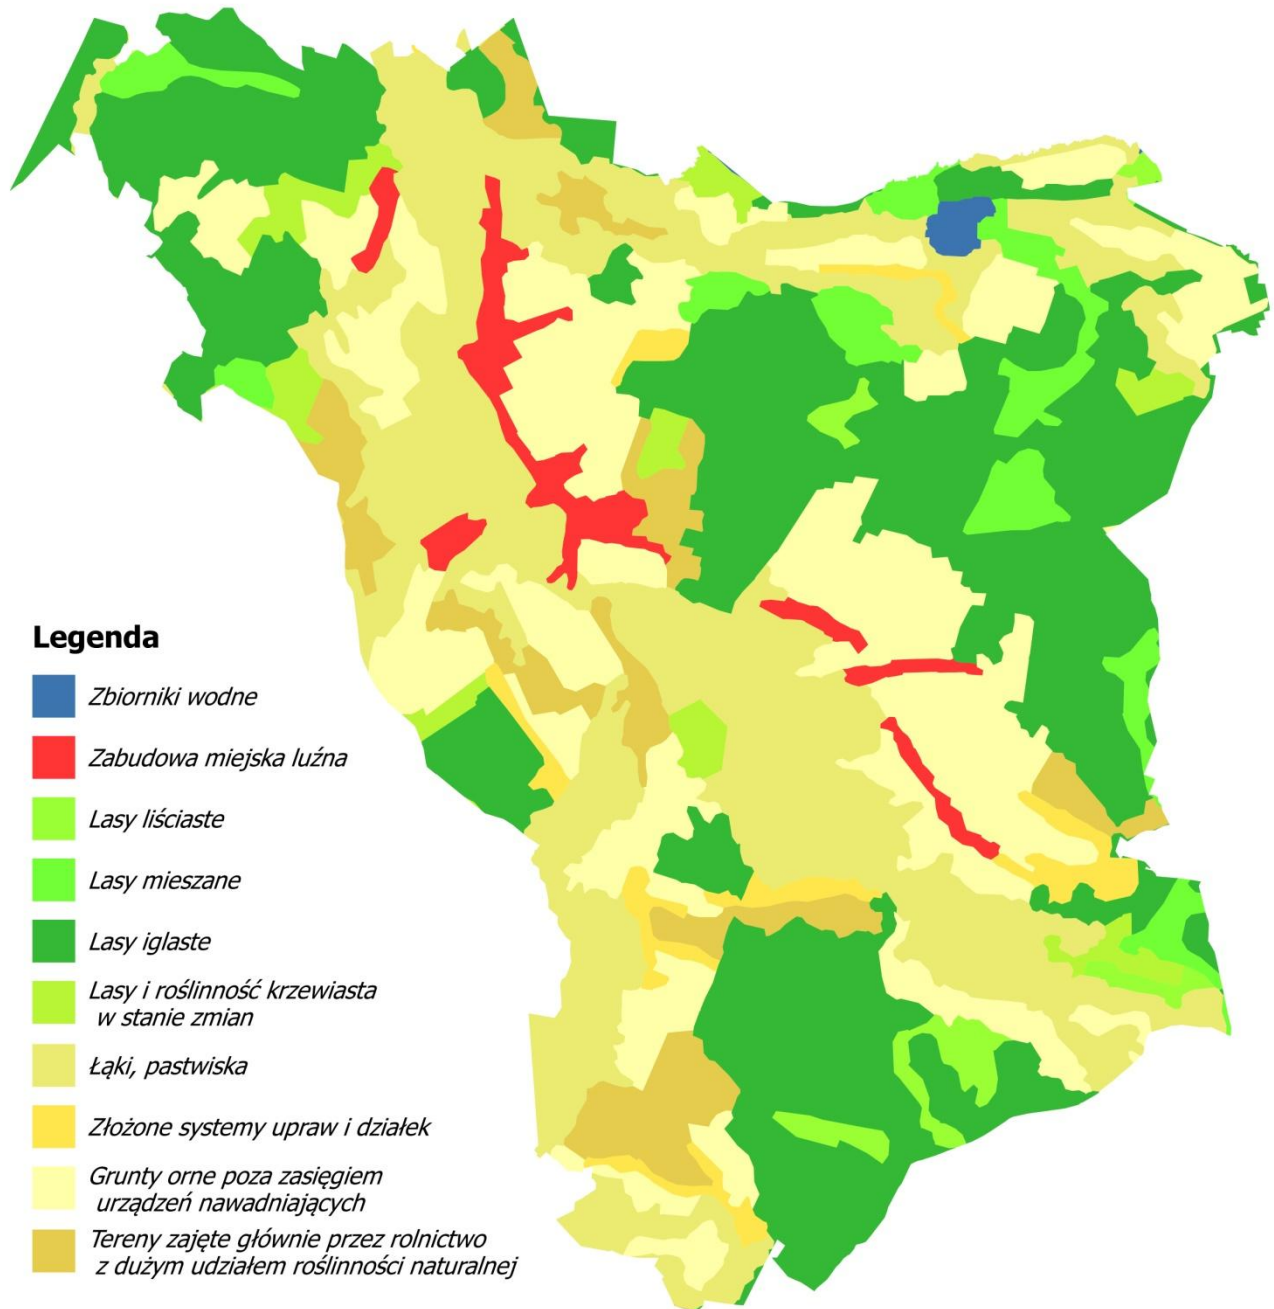 Legenda
Zbiorniki wodne
Zabudowa miejska luźna
Lasy liściaste
Lasy mieszane
Lasy iglaste
Lasy i roślinność krzewiasta
w stanie zmian
Łąki, pastwiska
Złożone systemy upraw i działek
Grunty orne poza zasięgiem
urządzeń nawadniających
Tereny zajęte głównie przez rolnictwo
z dużym udziałem roślinności naturalnej